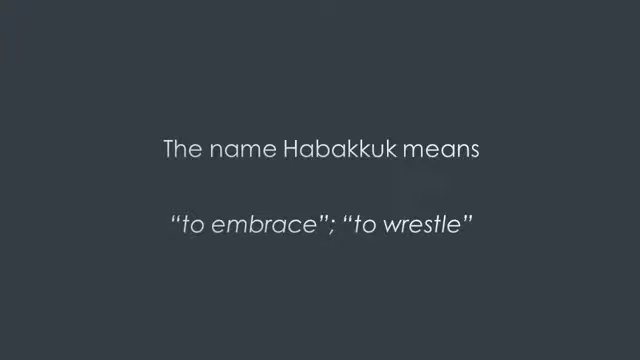 The name Habakkuk means
“to embrace”; “to wrestle”